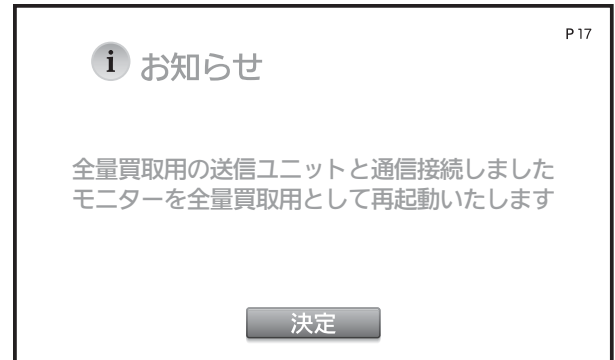 P 17
i お知らせ
全量買取用の送信ユニットと通信接続しました
モニターを全量買取用として再起動いたします
決定